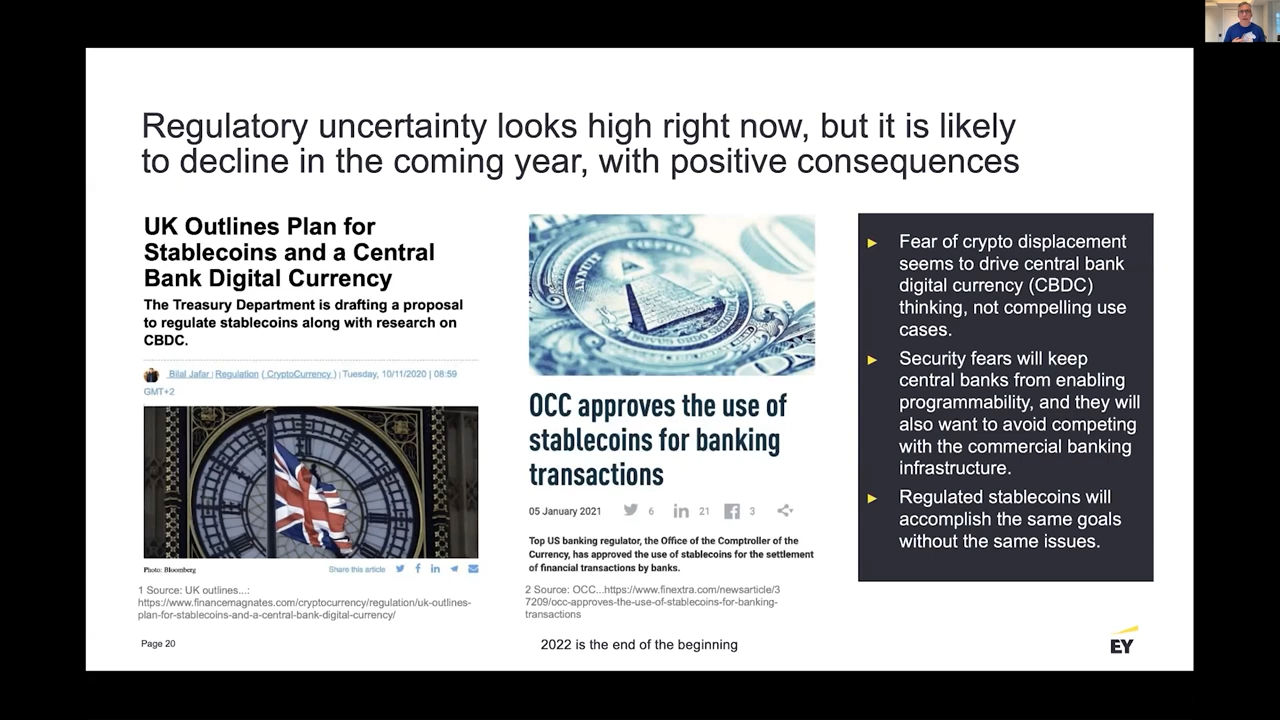 Regulatory uncertainty looks high right now, but it is likely
to decline in the coming year, with positive consequences
UK Outlines Plan for
Stablecoins and a Central
Bank Digital Currency
The Treasury Department is drafting a proposal
to regulate stablecoins along with research on
CBDC.
Bilal Jafar | Regulation ( CryptoCurrency ) | Tuesday, 10/11/2020 | 08:59
GMT+2
Photo: Bloomberg
Share this article
1 Source: UK outlines...:
https://www.financemagnates.com/cryptocurrency/regulation/uk-outlines-
plan-for-stablecoins-and-a-central-bank-digital-currency/
ANNUIT
OCC approves the use of
stablecoins for banking
transactions
05 January 2021 6 21 3
Top US banking regulator, the Office of the Comptroller of the
Currency, has approved the use of stablecoins for the settlement
of financial transactions by banks.
2 Source: OCC...https://www.finextra.com/newsarticle/3
7209/occ-approves-the-use-of-stablecoins-for-banking-
transactions
Fear of crypto displacement
seems to drive central bank
digital currency (CBDC)
thinking, not compelling use
cases.
Security fears will keep
central banks from enabling
programmability, and they will
also want to avoid competing
with the commercial banking
infrastructure.
Regulated stablecoins will
accomplish the same goals
without the same issues.
Page 20
2022 is the end of the beginning
EY